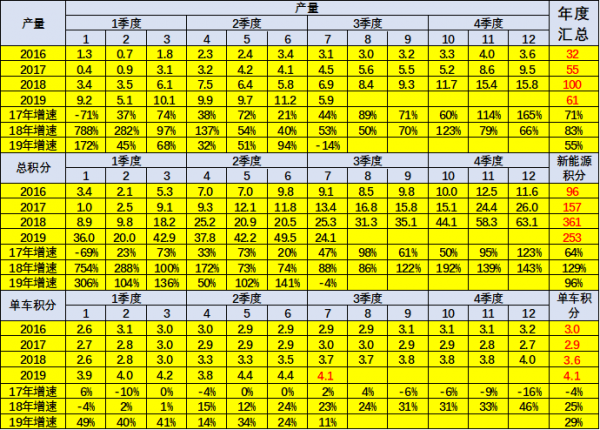 产量 产量 年度汇总
1季度 2季度 3季度 4季度
1 2 3 4 5 6 7 8 9 10 11 12
2016 1.3 0.7 1.8 2.3 2.4 3.4 3.1 3.0 3.2 3.3 4.0 3.6 32
2017 0.4 0.9 3.1 3.2 4.2 4.1 4.5 5.6 5.5 5.2 8.6 9.5 55
2018 3.4 3.5 6.1 7.5 6.4 5.8 6.9 8.4 9.3 11.7 15.4 15.8 100
2019 9.2 5.1 10.1 9.9 9.7 11.2 5.9 61
17年增速 -71% 37% 74% 38% 72% 21% 44% 89% 71% 60% 114% 165% 71%
18年增速 788% 282% 97% 137% 54% 40% 53% 50% 70% 123% 79% 66% 83%
19年增速 172% 45% 68% 32% 51% 94% -14% 55%
总积分 1季度 2季度 3季度 4季度 新能源积分
1 2 3 4 5 6 7 8 9 10 11 12
2016 3.4 2.1 5.3 7.0 7.0 9.8 9.1 8.5 9.8 10.0 12.5 11.6 96
2017 1.0 2.5 9.1 9.3 12.1 11.8 13.4 16.8 15.8 15.1 24.4 26.0 157
2018 8.9 9.8 18.2 25.2 20.9 20.5 25.3 31.3 35.1 44.1 58.3 63.1 361
2019 36.0 20.0 42.9 37.8 42.2 49.5 24.1 253
17年增速 -69% 23% 73% 33% 73% 20% 47% 98% 61% 50% 95% 123% 64%
18年增速 754% 288% 100% 172% 73% 74% 88% 86% 122% 192% 139% 143% 129%
19年增速 306% 104% 136% 50% 102% 141% -4% 96%
单车积分 1季度 2季度 3季度 4季度 单车积分
1 2 3 4 5 6 7 8 9 10 11 12
2016 2.6 3.1 3.0 3.0 2.9 2.9 2.9 2.9 3.1 3.1 3.1 3.2 3.0
2017 2.7 2.8 3.0 2.9 2.9 2.9 3.0 3.0 2.9 2.9 2.8 2.7 2.9
2018 2.6 2.8 3.0 3.3 3.3 3.5 3.7 3.7 3.8 3.8 3.8 4.0 3.6
2019 3.9 4.0 4.2 3.8 4.4 4.4 4.1 4.1
17年增速 6% -10% 0% -4% 0% 0% 2% 4% -6% -6% -9% -16% -4%
18年增速 -4% 2% 1% 15% 12% 24% 23% 24% 31% 31% 33% 46% 25%
19年增速 49% 40% 41% 14% 34% 24% 11% 29%